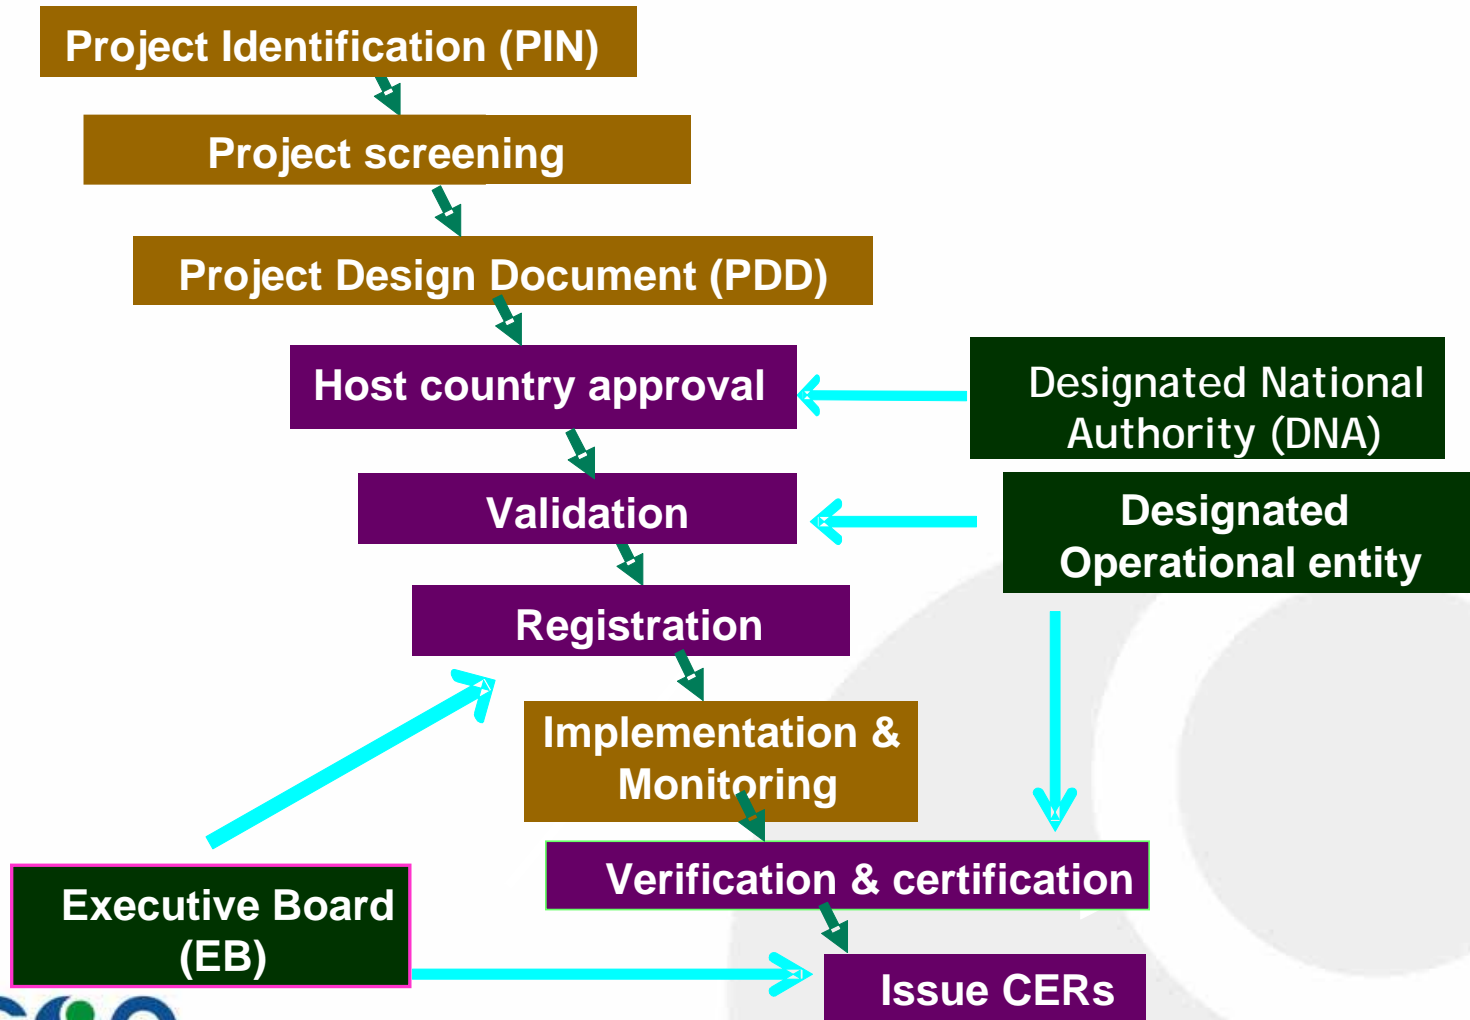 Project Identification (PIN)
Project screening
Project Design Document (PDD)
Host country approval
Designated National
Authority (DNA)
Validation
Designated
Operational entity
Registration
Implementation &
Monitoring
Verification & certification
Executive Board
(EB)
Issue CERs